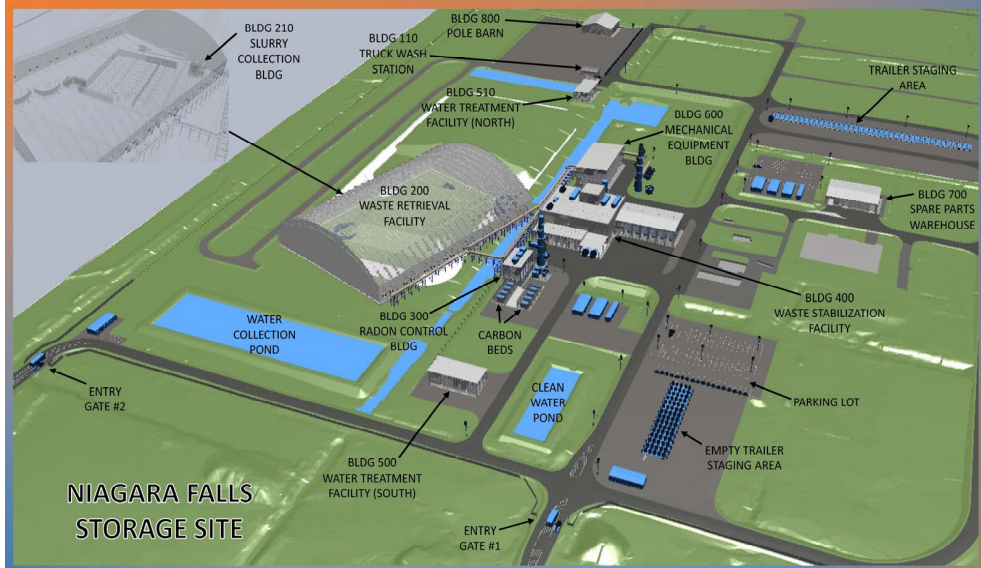 BLDG 210
SLURRY
COLLECTION
BLDG
BLDG 800
POLE BARN
BLDG 110
TRUCK WASH
STATION
BLDG 510
WATER TREATMENT
FACILITY (NORTH)
TRAILER STAGING
AREA
BLDG 600
MECHANICAL
EQUIPMENT
BLDG
BLDG 200
WASTE RETRIEVAL
FACILITY
BLDG 700
SPARE PARTS
WAREHOUSE
BLDG 300
RADON CONTROL
BLDG
CARBON
BEDS
BLDG 400
WASTE STABILIZATION
FACILITY
WATER
COLLECTION
POND
ENTRY
GATE #2
CLEAN
WATER
POND
PARKING LOT
EMPTY TRAILER
STAGING AREA
BLDG 500
WATER TREATMENT
FACILITY (SOUTH)
NIAGARA FALLS
STORAGE SITE
ENTRY
GATE #1